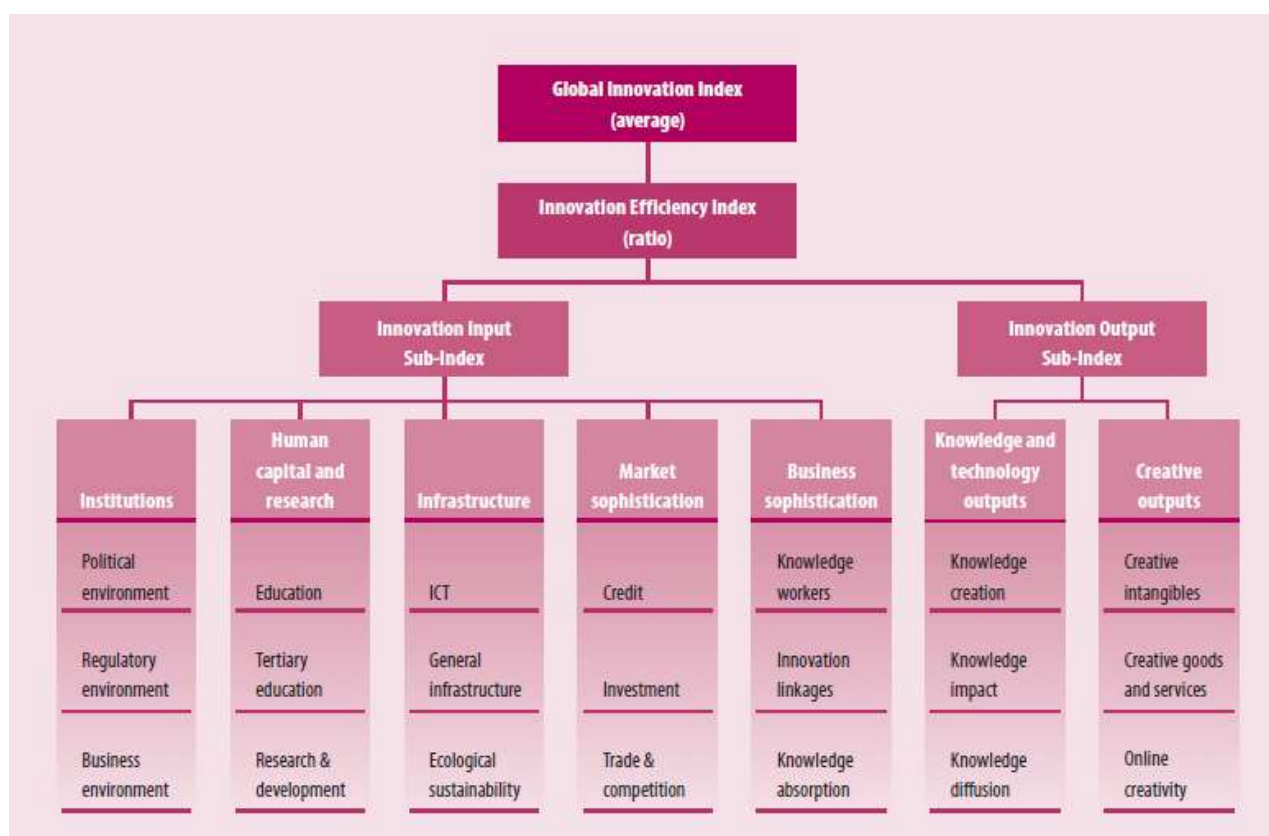 Global Innovation Index
(average)
Innovation Efficiency Index
(ratio)
Innovation Input
Sub-Index
Innovation Output
Sub-Index
Institutions
Human
capital and
research
Infrastructure
Market
sophistication
Business
sophistication
Knowledge and
technology
outputs
Creative
outputs
Political
environment
Education
ICT
Credit
Knowledge
workers
Knowledge
creation
Creative
intangibles
Regulatory
environment
Tertiary
education
General
infrastructure
Investment
Innovation
linkages
Knowledge
impact
Creative goods
and services
Business
environment
Research &
development
Ecological
sustainability
Trade &
competition
Knowledge
absorption
Knowledge
diffusion
Online
creativity